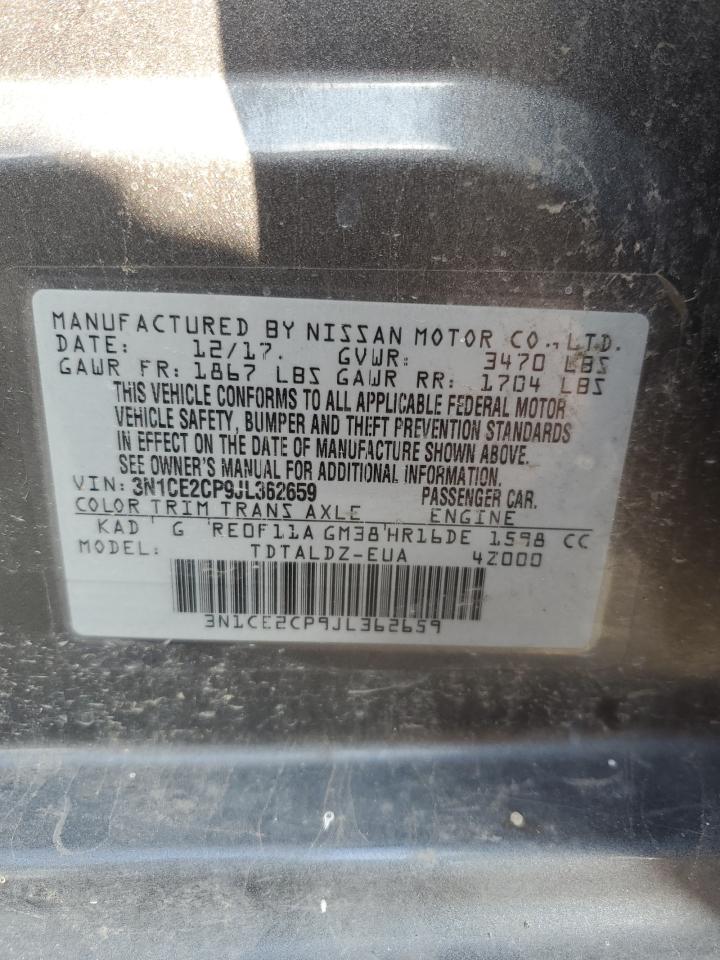 MANUFACTURED BY NISSAN MOTOR CO., LTD.
DATE: 12/17. GVWR: 3470 LBS
GAWR FR: 1867 LBS GAWR RR: 1704 LBS
THIS VEHICLE CONFORMS TO ALL APPLICABLE FEDERAL MOTOR
VEHICLE SAFETY, BUMPER AND THEFT PREVENTION STANDARDS
IN EFFECT ON THE DATE OF MANUFACTURE SHOWN ABOVE.
SEE OWNER'S MANUAL FOR ADDITIONAL INFORMATION.
VIN: 3N1CE2CP9JL362659 PASSENGER CAR.
COLOR TRIM TRANS AXLE ENGINE
KAD G RE0F11A GM38 HR16DE 1598 CC
MODEL: TDTALDZ-EUA 4Z000
3N1CE2CP9JL362659